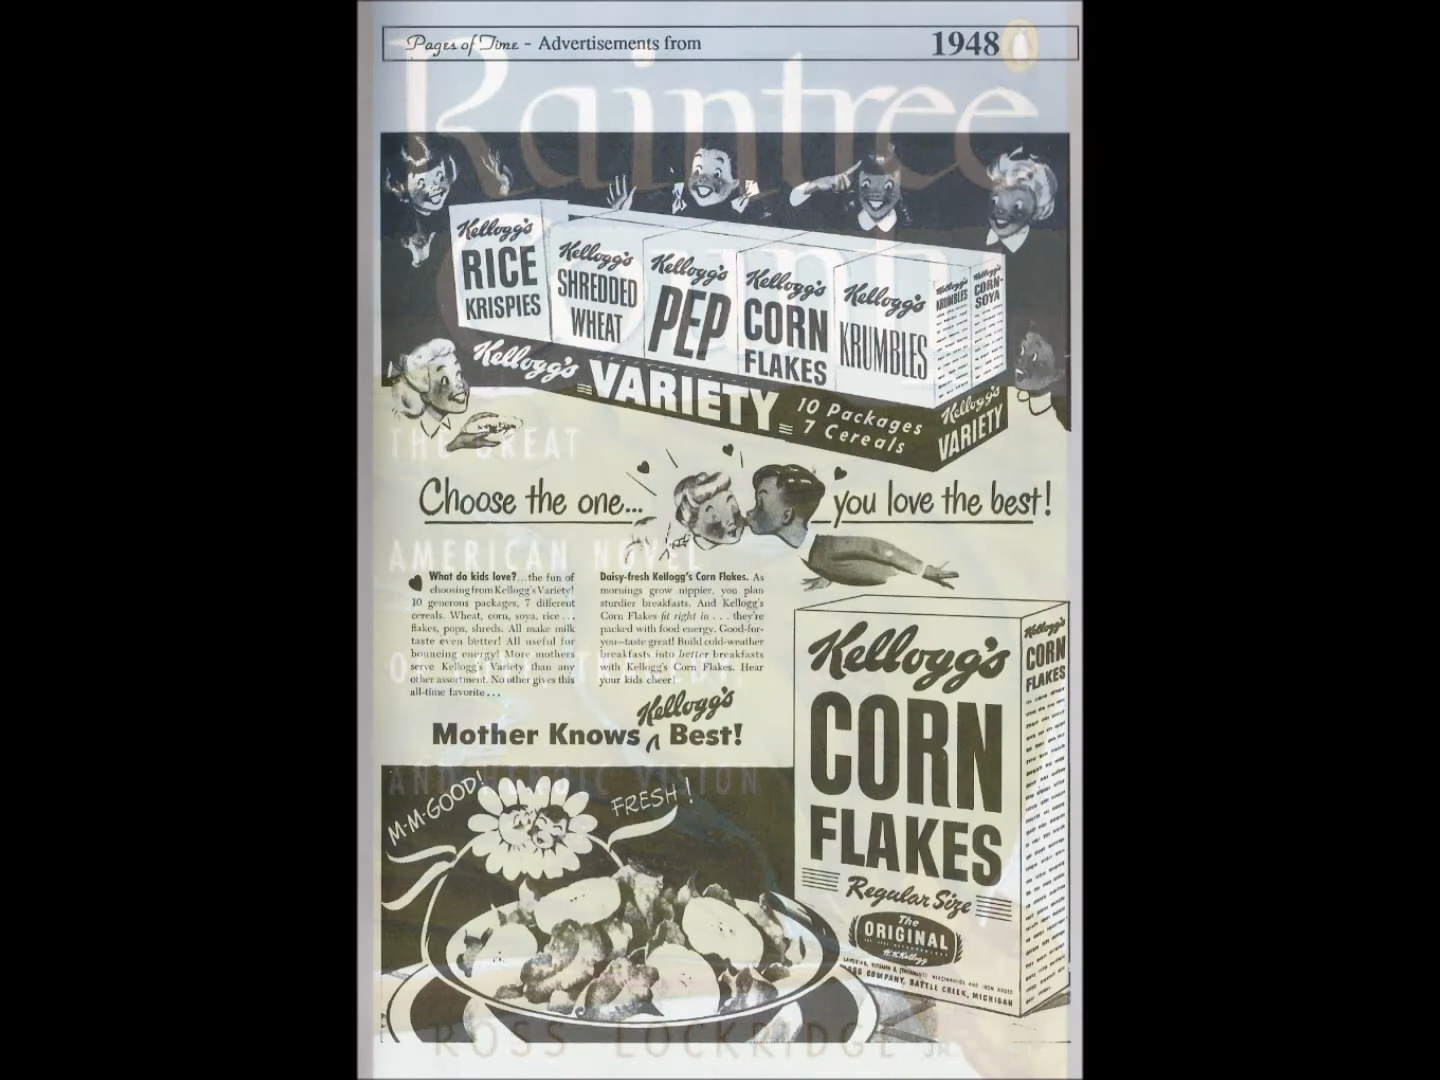 Pages of Time - Advertisements from 1948
Raintree
County
Kellogg's
RICE
KRISPIES
Kellogg's
SHREDDED
WHEAT
Kellogg's
PEP
Kellogg's
CORN
FLAKES
Kellogg's
KRUMBLES
Kellogg's
KRUMBLES
Kellogg's
CORN-
SOYA
Kellogg's VARIETY
10 Packages
7 Cereals
Kellogg's
VARIETY
THE GREAT
Choose the one... you love the best!
AMERICAN NOVEL
What do kids love?...the fun of
choosing from Kellogg's Variety!
10 generous packages, 7 different
cereals. Wheat, corn, soya, rice...
flakes, pops, shreds. All make milk
taste even better! All useful for
bouncing energy! More mothers
serve Kellogg's Variety than any
other assortment. No other gives this
all-time favorite...
Daisy-fresh Kellogg's Corn Flakes. As
mornings grow nippier, you plan
sturdier breakfasts. And Kellogg's
Corn Flakes fit right in . . . they're
packed with food energy. Good-for-
you—taste great! Build cold-weather
breakfasts into better breakfasts
with Kellogg's Corn Flakes. Hear
your kids cheer!
Kellogg's
Mother Knows Best!
AND HEROIC VISION
M-M-GOOD!
FRESH!
Kellogg's
CORN
FLAKES
Regular Size
The
ORIGINAL
W.K. Kellogg
COMPANY, BATTLE CREEK, MICHIGAN
Kellogg's
CORN
FLAKES
ROSS LOCKRIDGE JR.